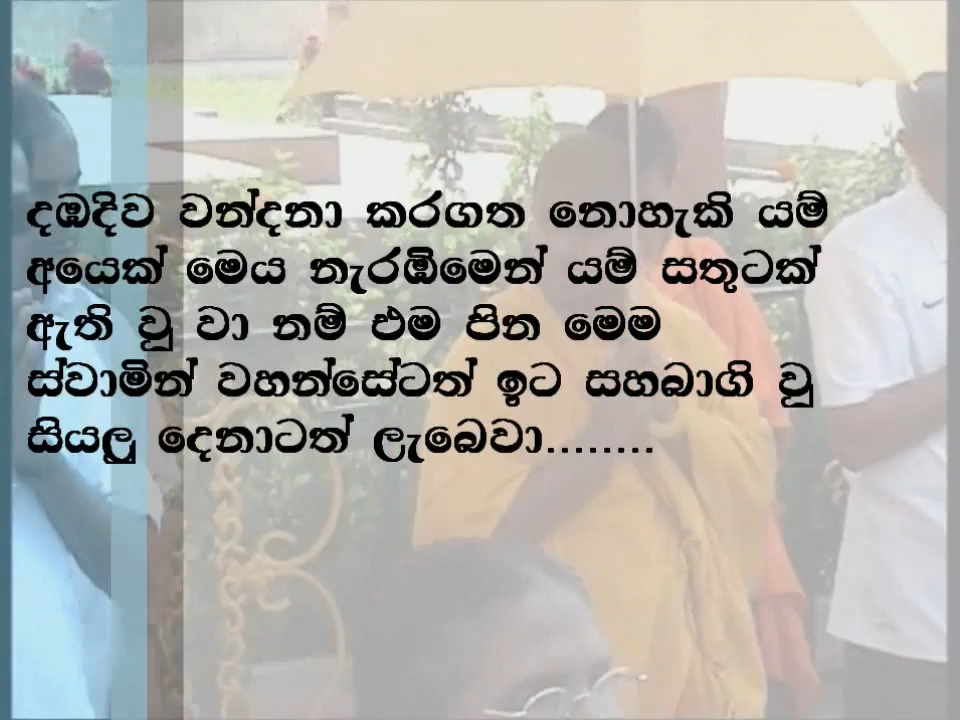 දඹදිව වන්දනා කරගත නොහැකි යම්
අයෙක් මෙය නැරඹීමෙන් යම් සතුටක්
ඇති වූ වා නම් එම පින මෙම
ස්වාමින් වහන්සේටත් ඉට සහබාගි වූ
සියලු දෙනාටත් ලැබෙවා........